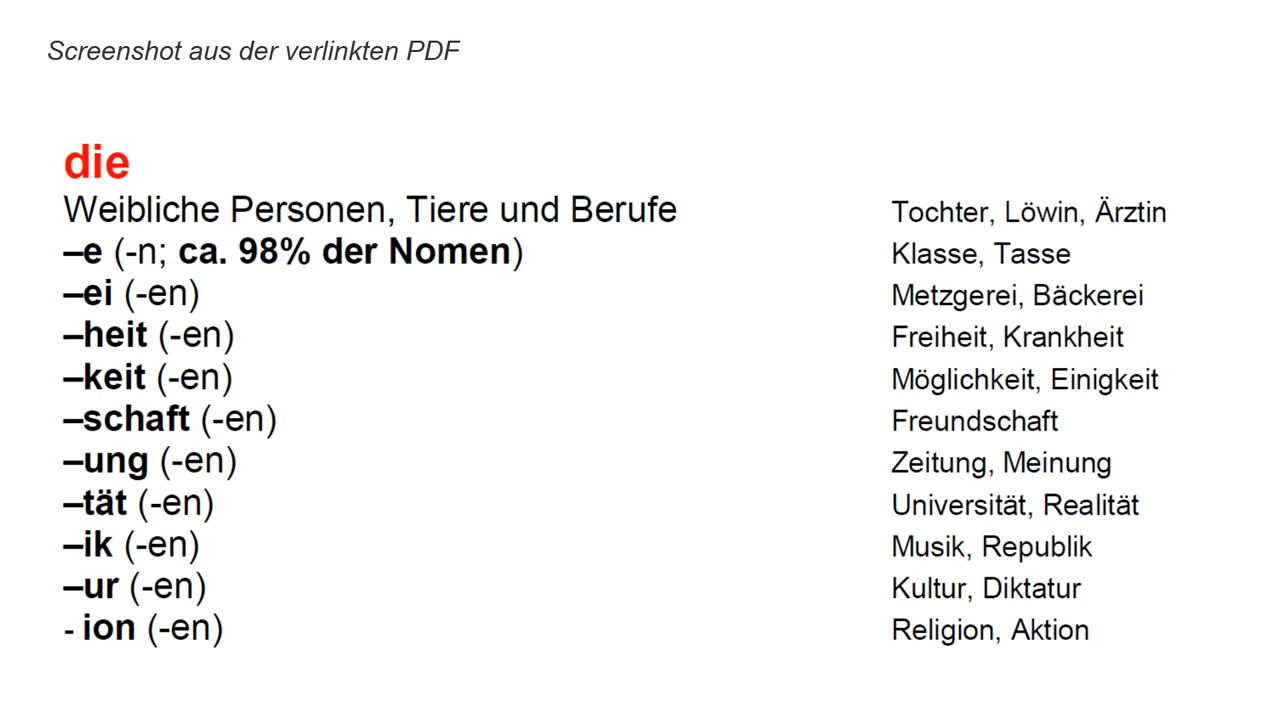 Screenshot aus der verlinkten PDF
die
Weibliche Personen, Tiere und Berufe Tochter, Löwin, Ärztin
–e (-n; ca. 98% der Nomen) Klasse, Tasse
–ei (-en) Metzgerei, Bäckerei
–heit (-en) Freiheit, Krankheit
–keit (-en) Möglichkeit, Einigkeit
–schaft (-en) Freundschaft
–ung (-en) Zeitung, Meinung
–tät (-en) Universität, Realität
–ik (-en) Musik, Republik
–ur (-en) Kultur, Diktatur
- ion (-en) Religion, Aktion